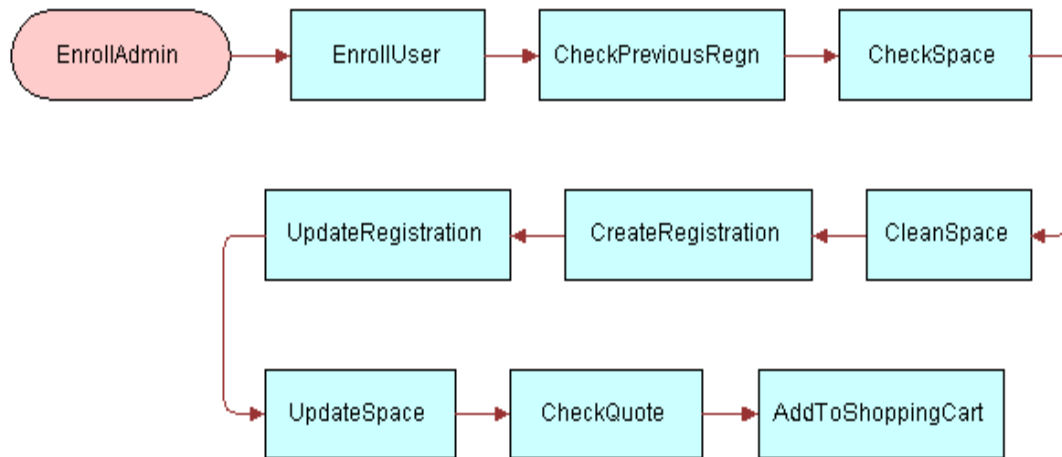 EnrollAdmin
EnrollUser
CheckPreviousRegn
CheckSpace
CleanSpace
CreateRegistration
UpdateRegistration
UpdateSpace
CheckQuote
AddToShoppingCart